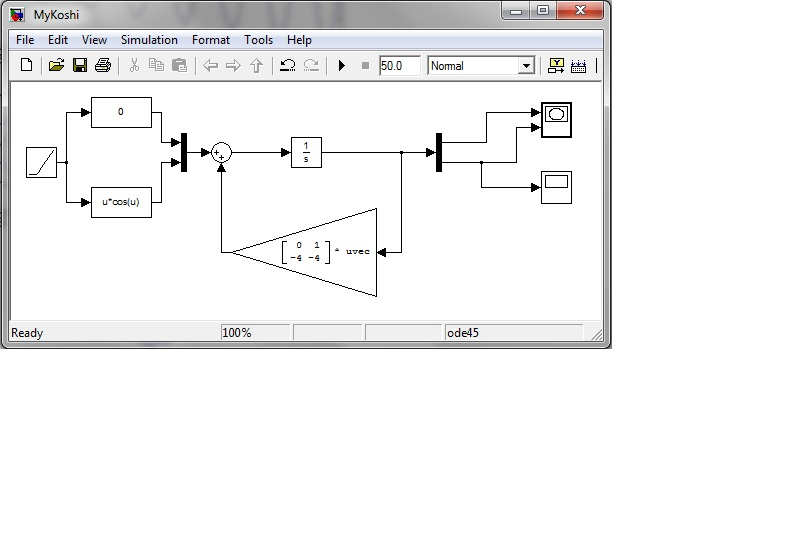 MyKoshi
File Edit View Simulation Format Tools Help
50.0 Normal
0
u*cos(u)
1
s
0 1
-4 -4
* uvec
Ready 100% ode45